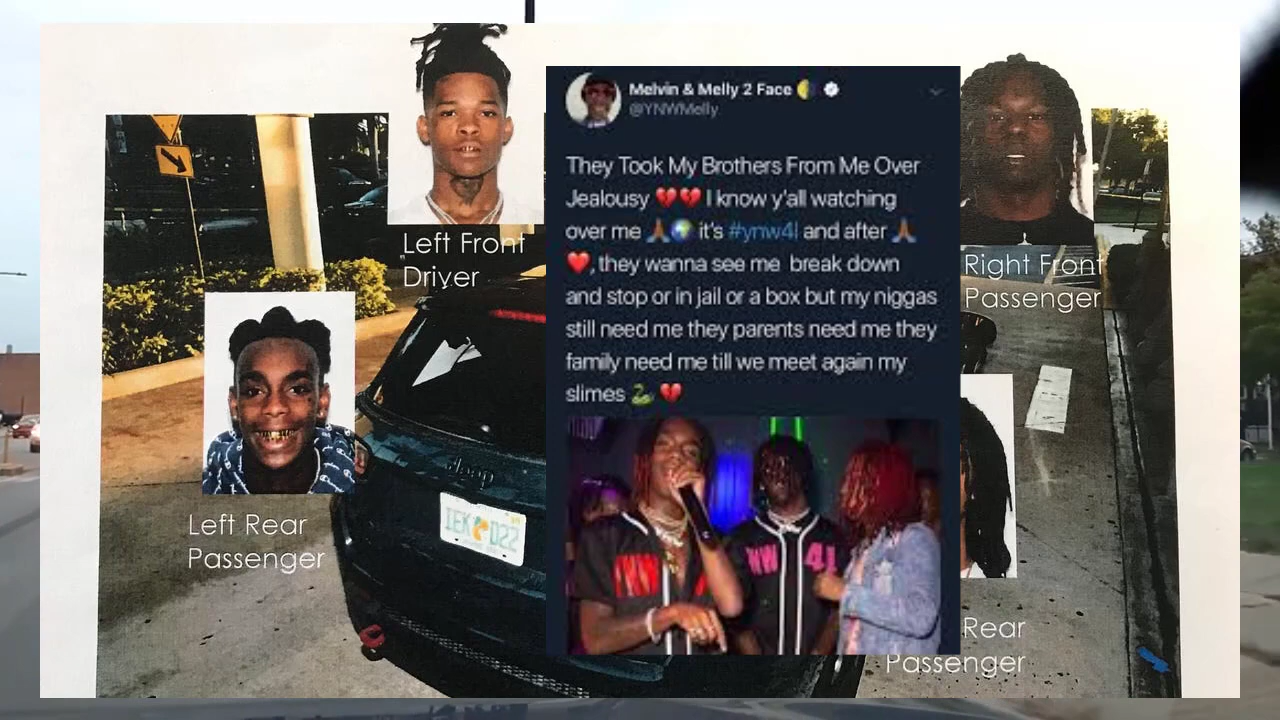 Left Front
Driver
Left Rear
Passenger
Jeep
Melvin & Melly 2 Face 🌓
@YNWMelly
They Took My Brothers From Me Over
Jealousy 💔💔 I know y'all watching
over me 🙏🏾🌍 it's #ynw4l and after 🙏🏾
❤️, they wanna see me break down
and stop or in jail or a box but my niggas
still need me they parents need me they
family need me till we meet again my
slimes 🐍 💔
YNW
NW 4L
Right Front
Passenger
Rear
Passenger
IEK D22